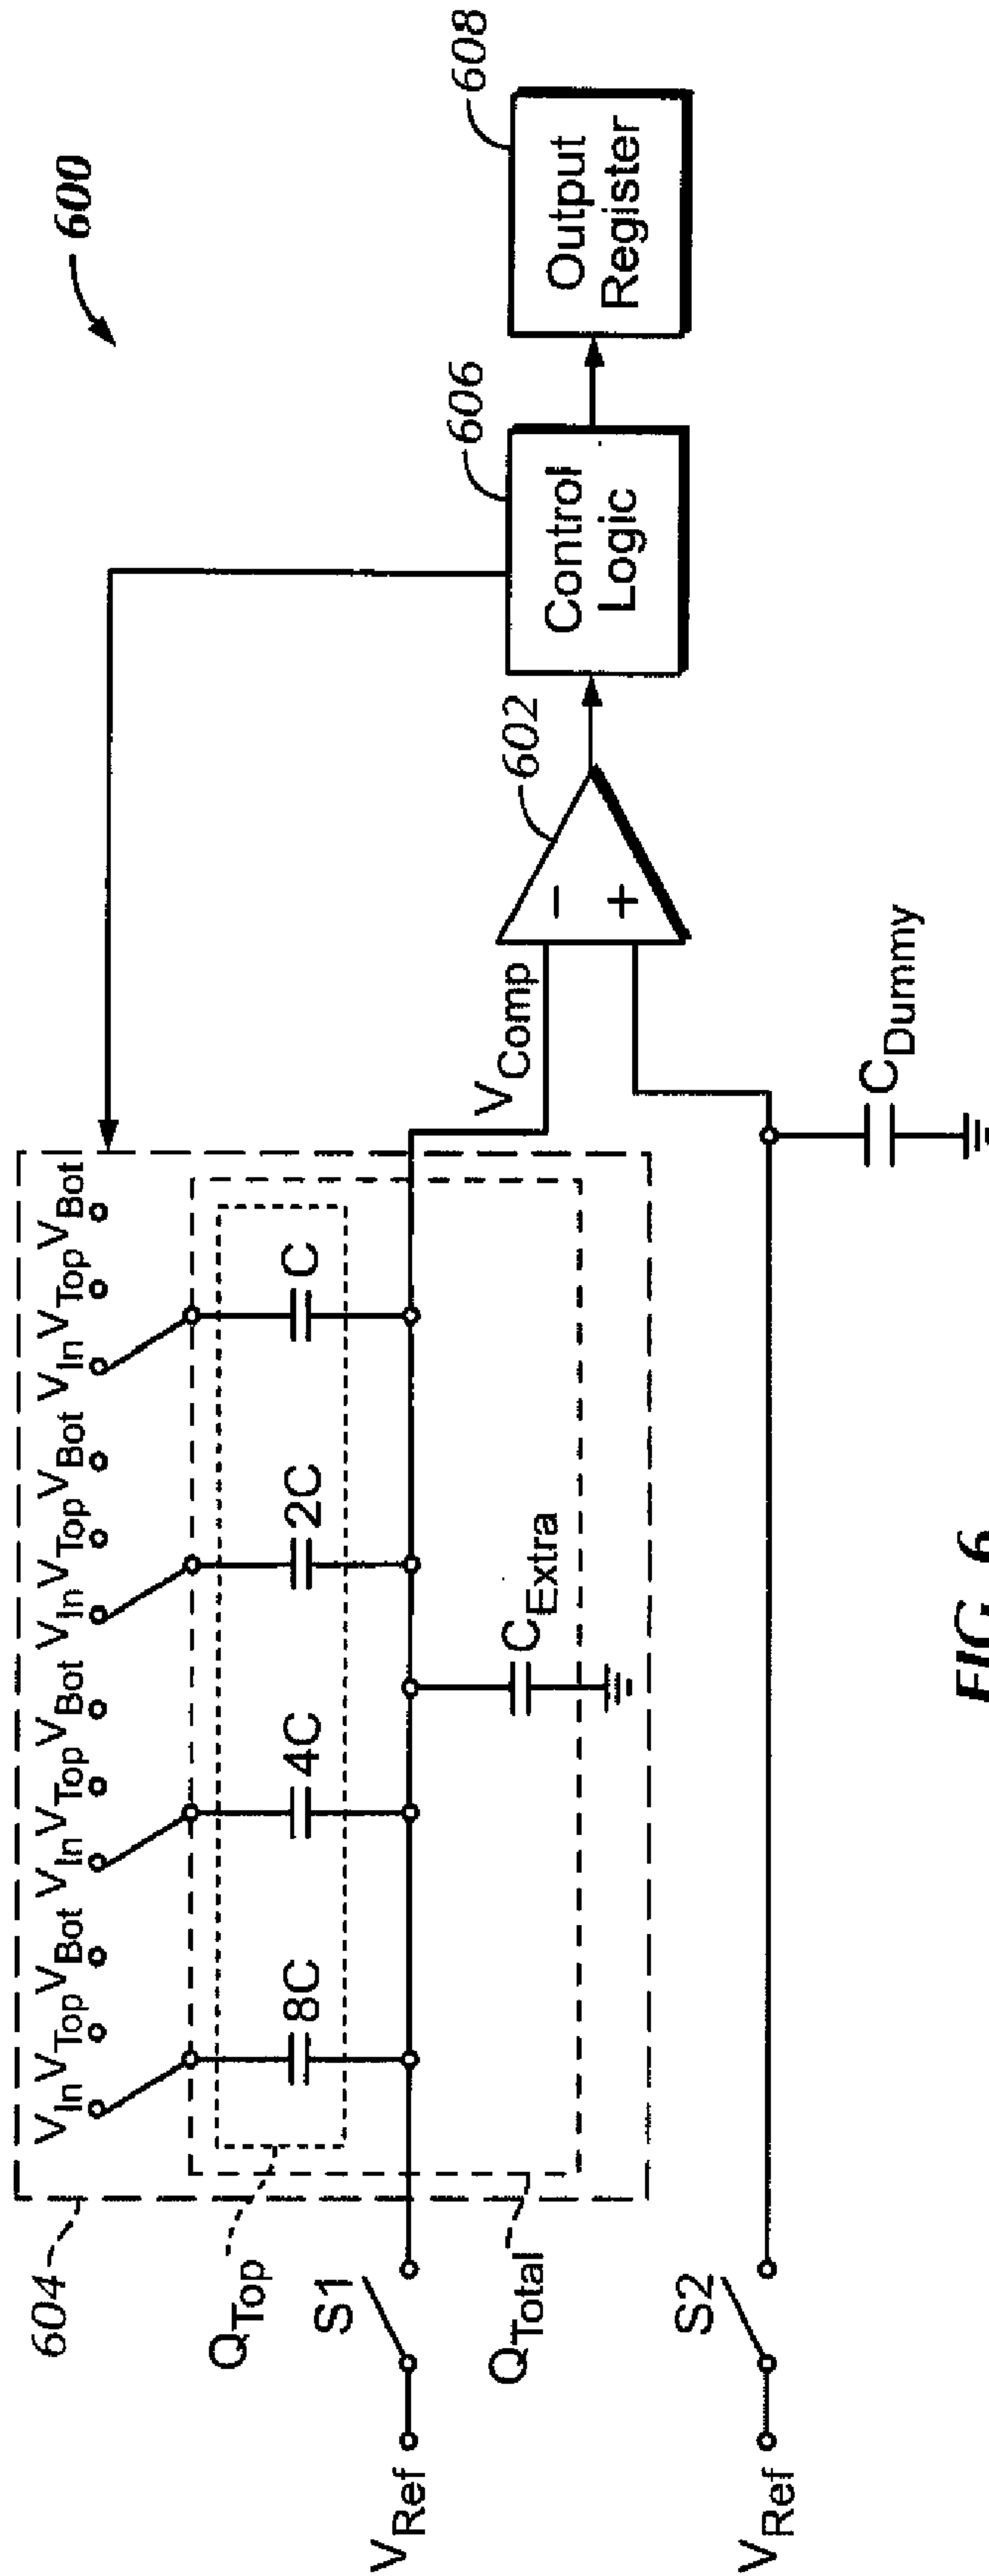 600
604
V_In V_Top V_Bot V_In V_Top V_Bot V_In V_Top V_Bot V_In V_Top V_Bot
8C 4C 2C C
Q_Top
S1
V_Ref
Q_Total
C_Extra
V_Comp
−
+
602
606
Control
Logic
608
Output
Register
S2
V_Ref
C_Dummy
FIG. 6